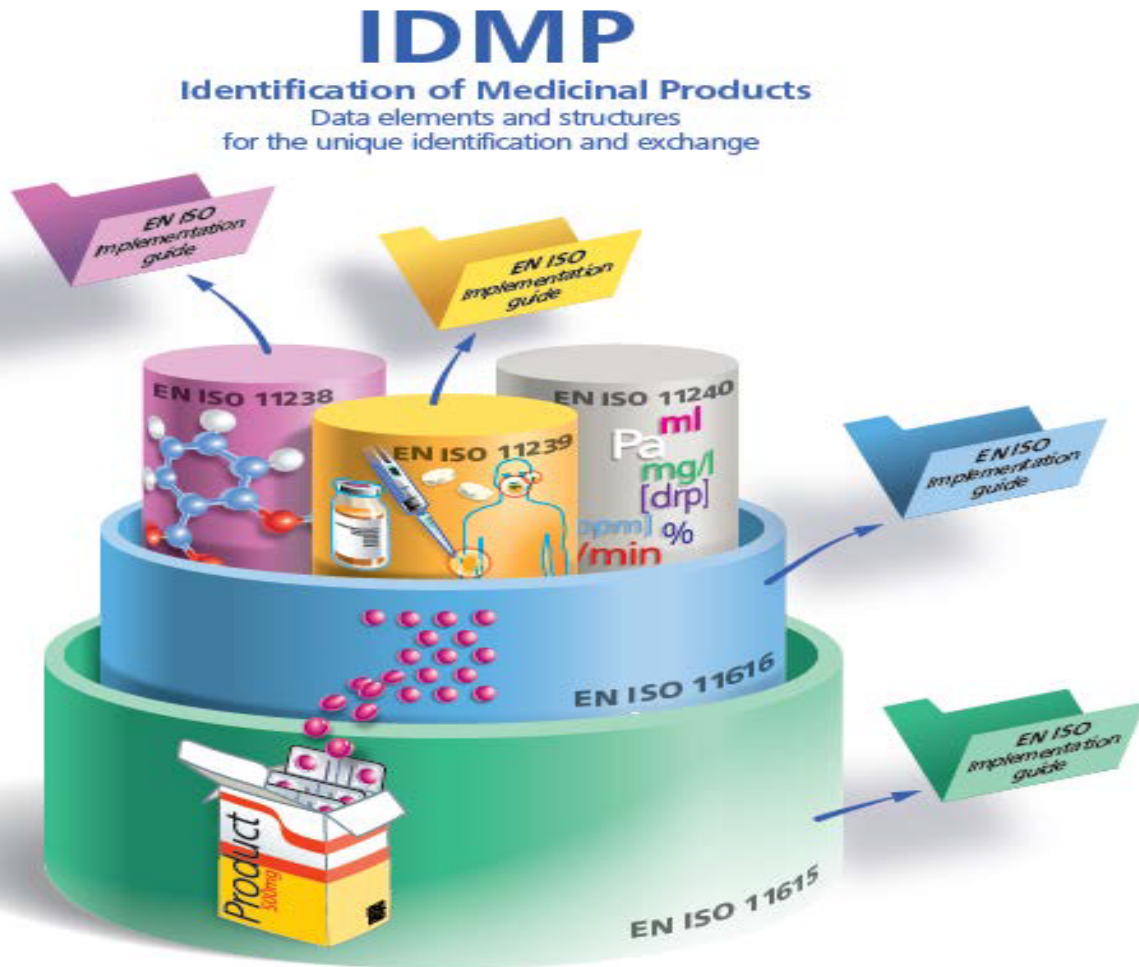 IDMP
Identification of Medicinal Products
Data elements and structures
for the unique identification and exchange
EN ISO
Implementation
guide
EN ISO
Implementation
guide
EN ISO 11238
EN ISO 11239
EN ISO 11240
ml
Pa
mg/l
[drp]
[ppm]
%
/min
EN ISO
Implementation
guide
EN ISO 11616
EN ISO
Implementation
guide
Product
500mg
EN ISO 11615